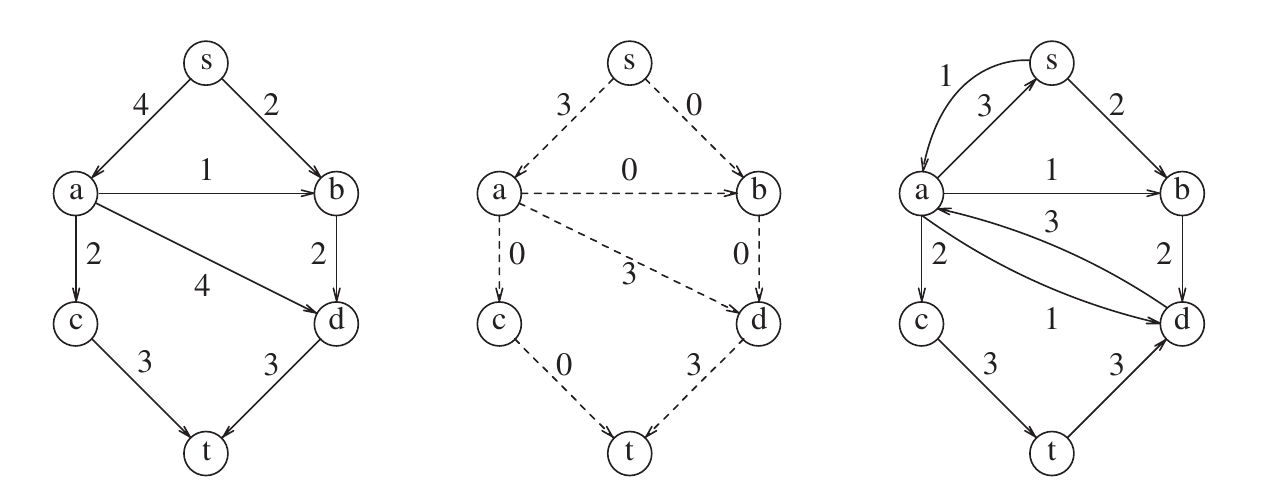 s s s
4 2 3 0 1 3 2
1 0 1
a b a b a b
2 4 2 0 3 0 2 3 2
c d c d c d
1
3 3 0 3 3 3
t t t